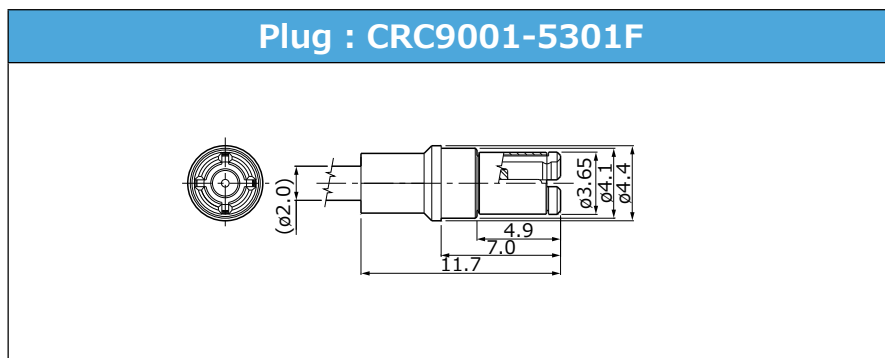 Plug : CRC9001-5301F
(ø2.0)
ø3.65
ø4.1
ø4.4
4.9
7.0
11.7